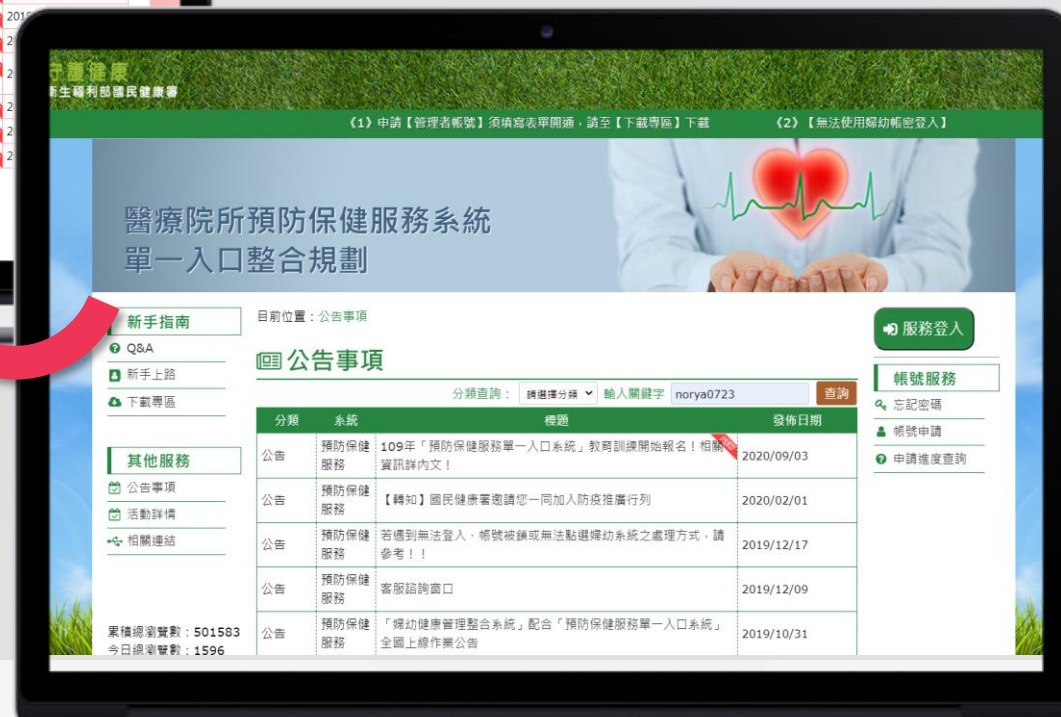 2018
守護健康
衛生福利部國民健康署
《1》申請【管理者帳號】須填寫表單開通，請至【下載專區】下載 《2》【無法使用婦幼帳密登入】
醫療院所預防保健服務系統
單一入口整合規劃
新手指南
Q&A
新手上路
下載專區
其他服務
公告事項
活動詳情
相關連結
累積總瀏覽數：501583
今日總瀏覽數：1596
目前位置：公告事項
公告事項
分類查詢： 請選擇分類 輸入關鍵字 norya0723 查詢
分類 系統 標題 發佈日期
公告 預防保健服務 109年「預防保健服務單一入口系統」教育訓練開始報名！相關
資訊詳內文！ 2020/09/03
公告 預防保健服務 【轉知】國民健康署邀請您一同加入防疫推廣行列 2020/02/01
公告 預防保健服務 若遇到無法登入、帳號被鎖或無法點選婦幼系統之處理方式，請
參考！！ 2019/12/17
公告 預防保健服務 客服諮詢窗口 2019/12/09
公告 預防保健服務 「婦幼健康管理整合系統」配合「預防保健服務單一入口系統」
全國上線作業公告 2019/10/31
服務登入
帳號服務
忘記密碼
帳號申請
申請進度查詢